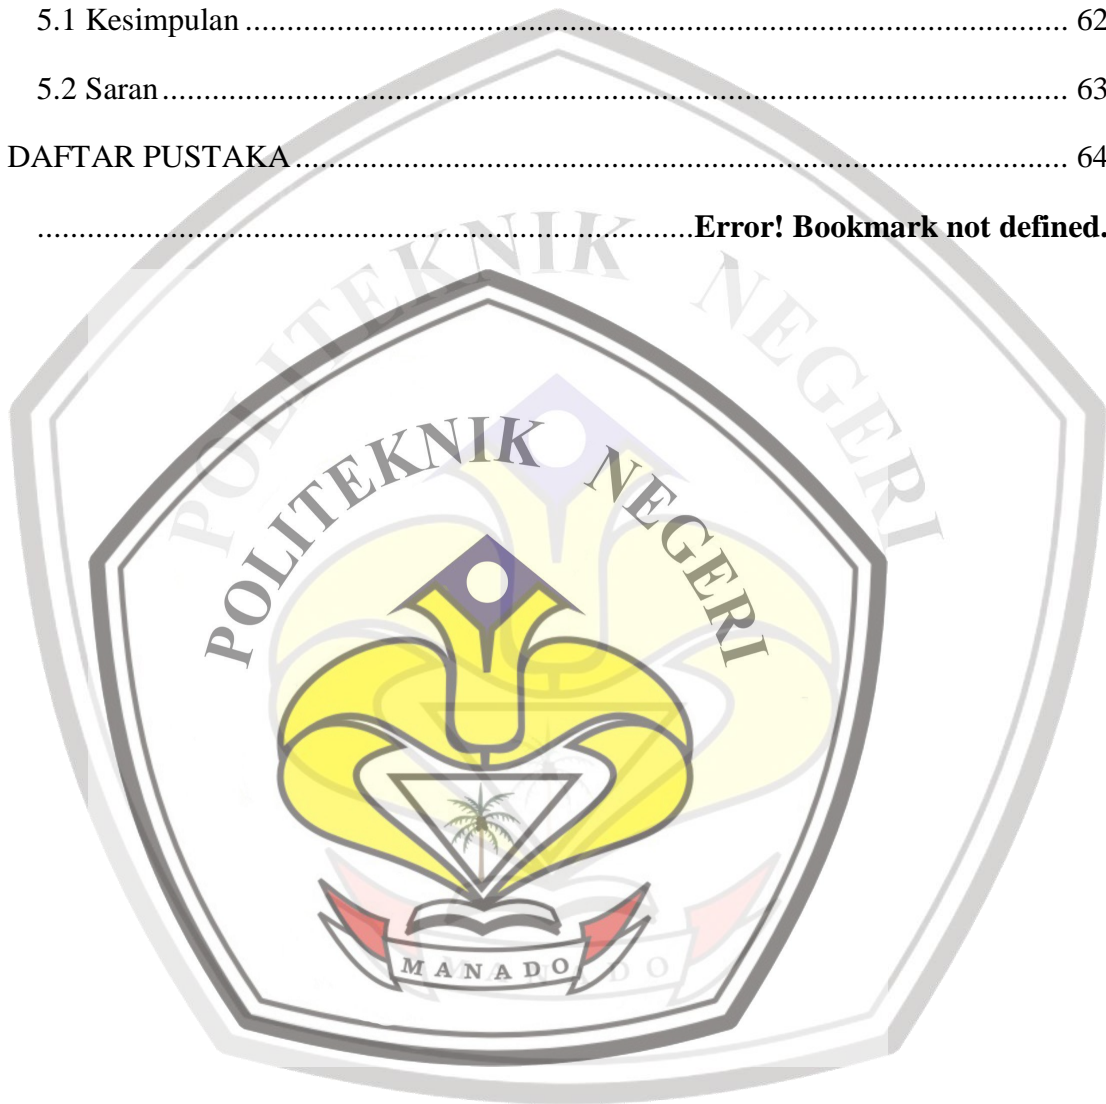 5.1 Kesimpulan ................................................................................................... 62
5.2 Saran ............................................................................................................. 63
DAFTAR PUSTAKA ............................................................................................. 64
...............................................................................Error! Bookmark not defined.
POLITEKNIK NEGERI
POLITEKNIK NEGERI
MANADO
MANADO